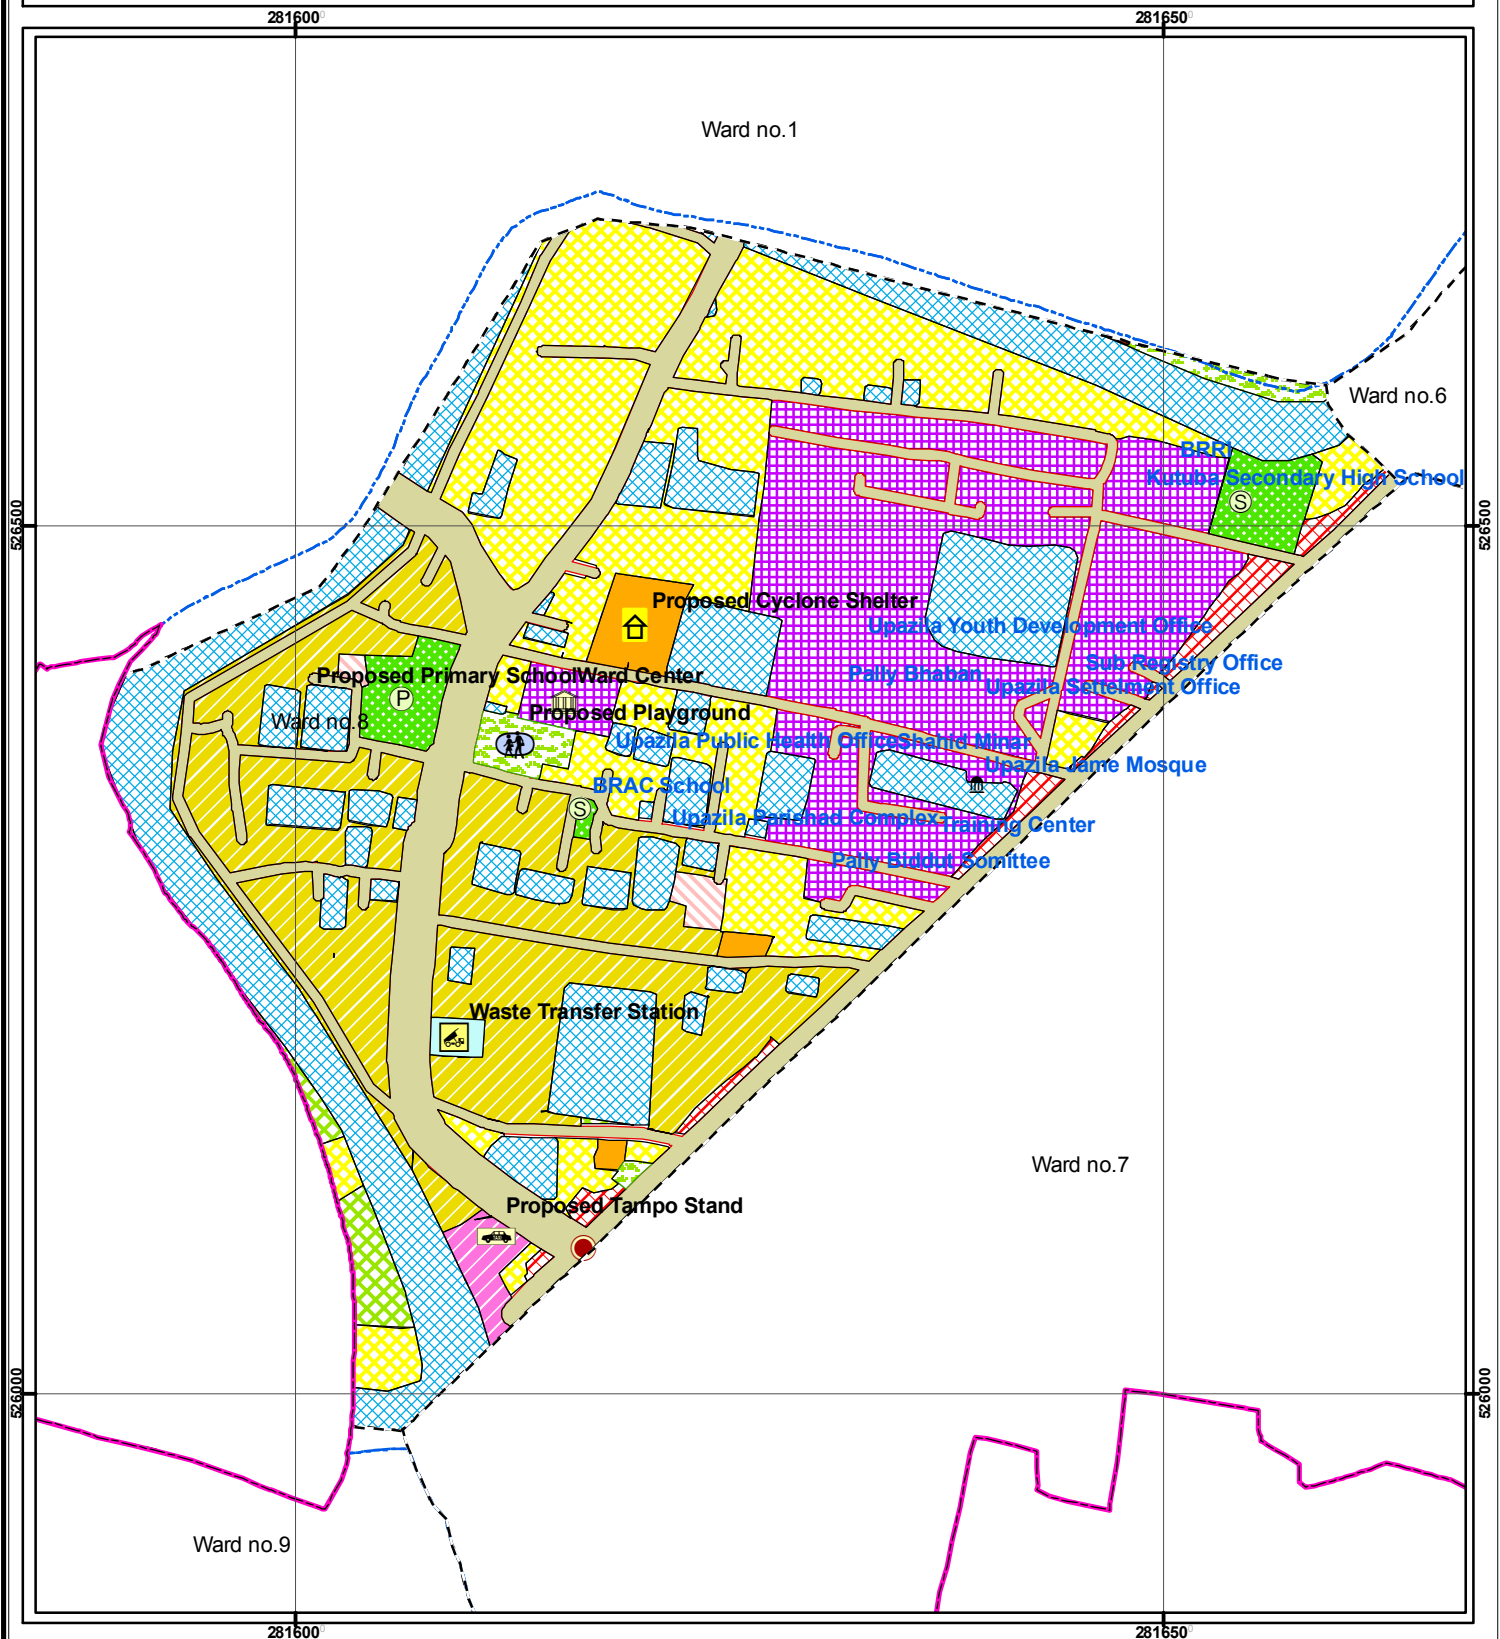 281600 281650
Ward no.1
Ward no.6
BRRI
Kutuba Secondary High School
S
526500 526500
Proposed Cyclone Shelter
Upazila Youth Development Office
Sub Registry Office
Proposed Primary School Ward Center Pally Bhaban
Upazila Settelment Office
P
Ward no.8 Proposed Playground
Upazila Public Health Office Shahid Minar
Upazila Jame Mosque
BRAC School
S
Upazila Parishad Complex Training Center
Pally Biddut Somittee
Waste Transfer Station
Ward no.7
Proposed Tampo Stand
526000 526000
Ward no.9
281600 281650